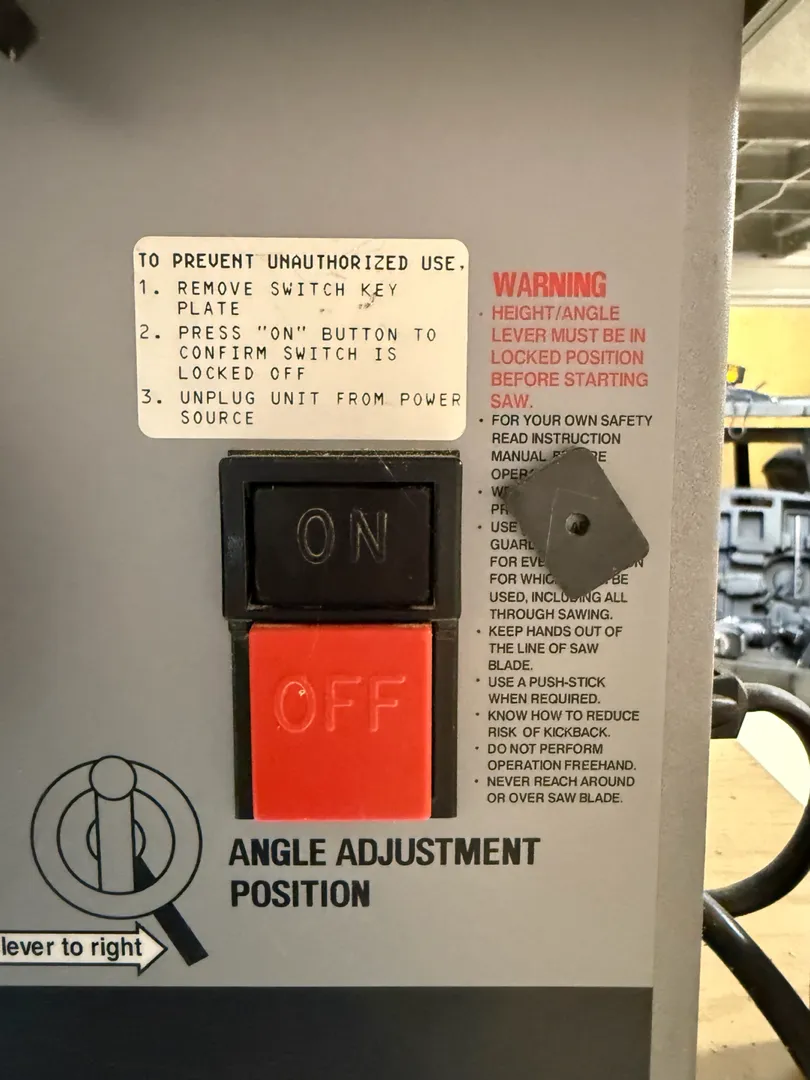 TO PREVENT UNAUTHORIZED USE,
1. REMOVE SWITCH KEY
PLATE
2. PRESS "ON" BUTTON TO
CONFIRM SWITCH IS
LOCKED OFF
3. UNPLUG UNIT FROM POWER
SOURCE
WARNING
· HEIGHT/ANGLE
LEVER MUST BE IN
LOCKED POSITION
BEFORE STARTING
SAW.
· FOR YOUR OWN SAFETY
READ INSTRUCTION
MANUAL
· USE
FOR
USED, INCLUDING ALL
THROUGH SAWING.
· KEEP HANDS OUT OF
THE LINE OF SAW
BLADE.
· USE A PUSH-STICK
WHEN REQUIRED.
· KNOW HOW TO REDUCE
RISK OF KICKBACK.
· DO NOT PERFORM
OPERATION FREEHAND.
· NEVER REACH AROUND
OR OVER SAW BLADE.
ON
OFF
ANGLE ADJUSTMENT
POSITION
lever to right